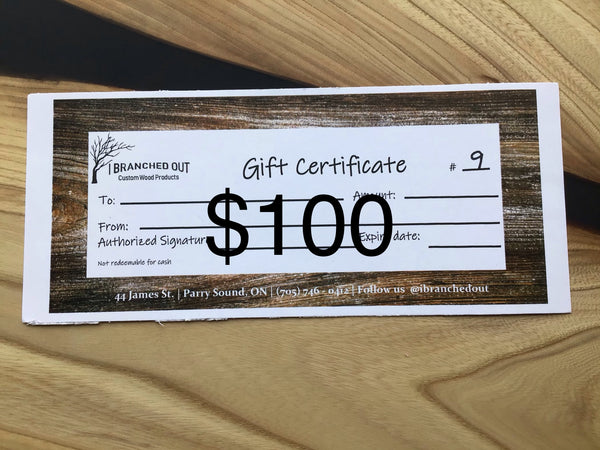 I BRANCHED OUT
Custom Wood Products
Gift Certificate
# 9
To:
Amount:
$100
From:
Authorized Signature
Expiry date:
Not redeemable for cash
44 James St. | Parry Sound, ON | (705) 746 - 0412 | Follow us @ibranchedout